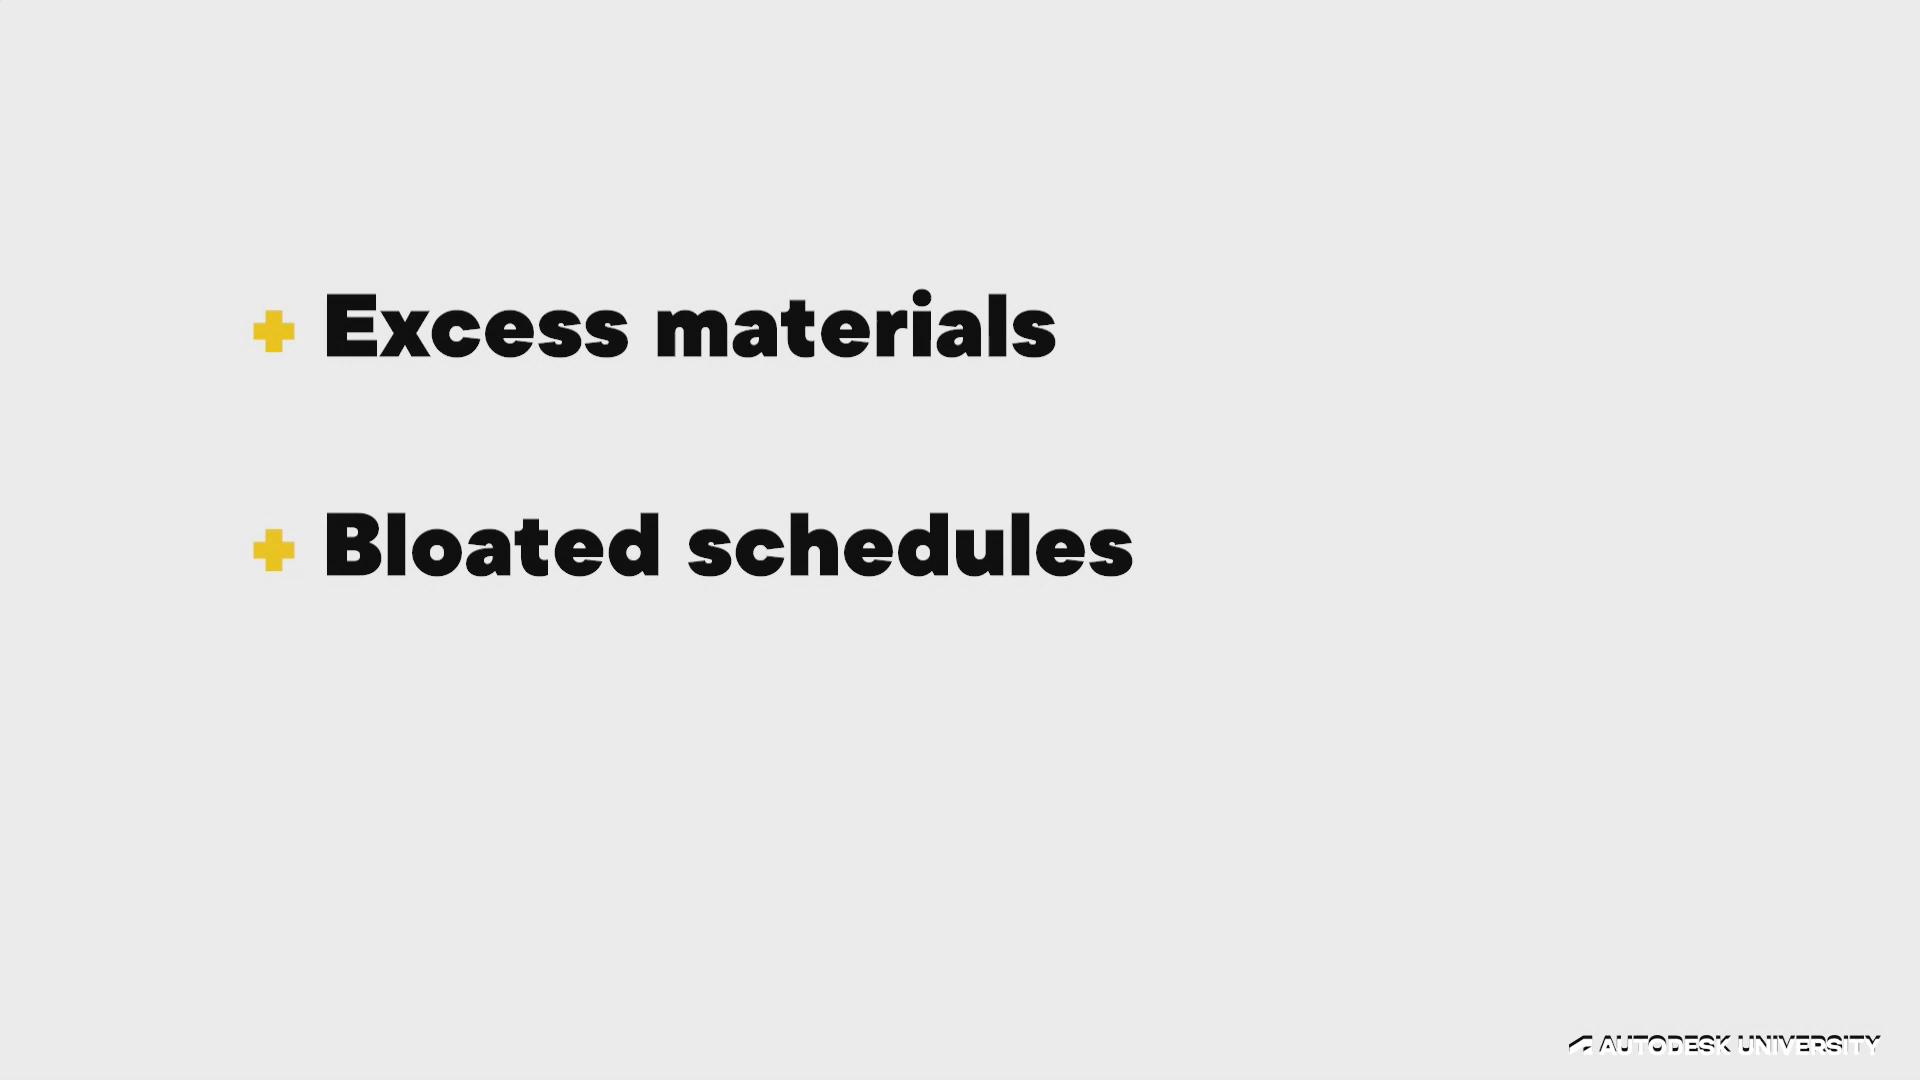 + Excess materials
+ Bloated schedules
AUTODESK UNIVERSITY